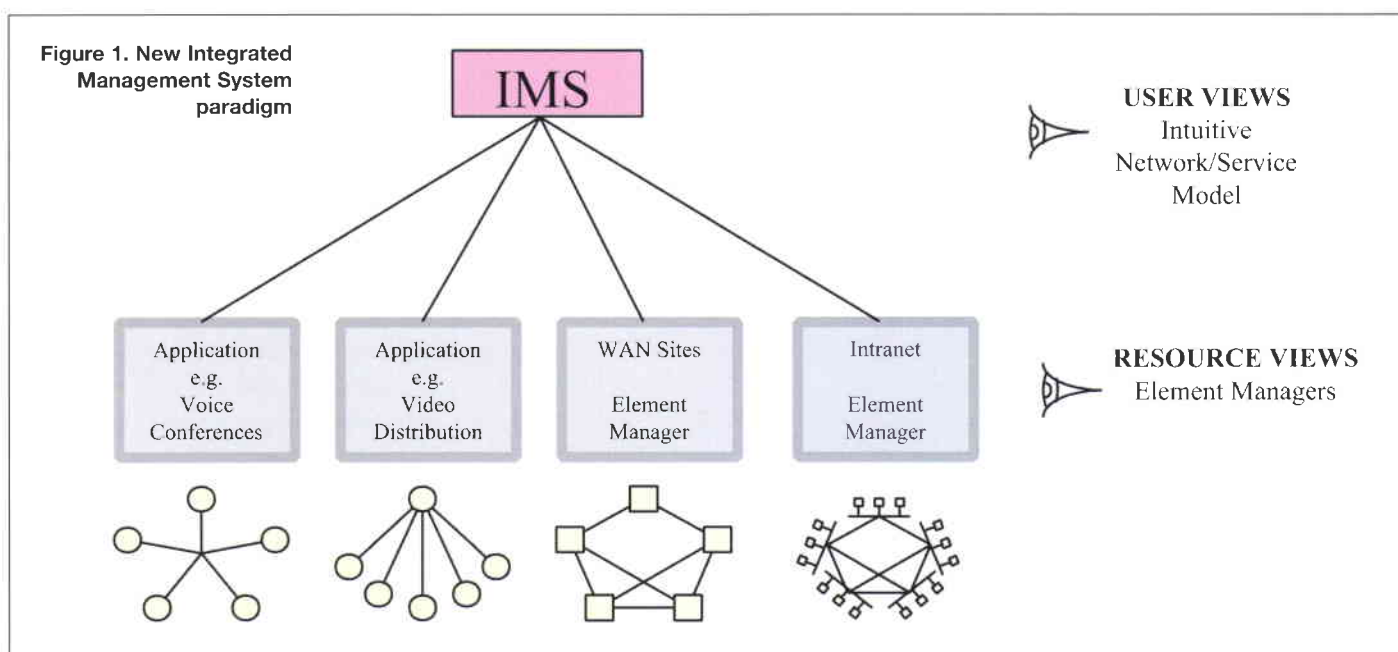 Figure 1. New Integrated
Management System
paradigm
IMS
USER VIEWS
Intuitive
Network/Service
Model
Application
e.g.
Voice
Conferences
Application
e.g.
Video
Distribution
WAN Sites
Element
Manager
Intranet
Element
Manager
RESOURCE VIEWS
Element Managers